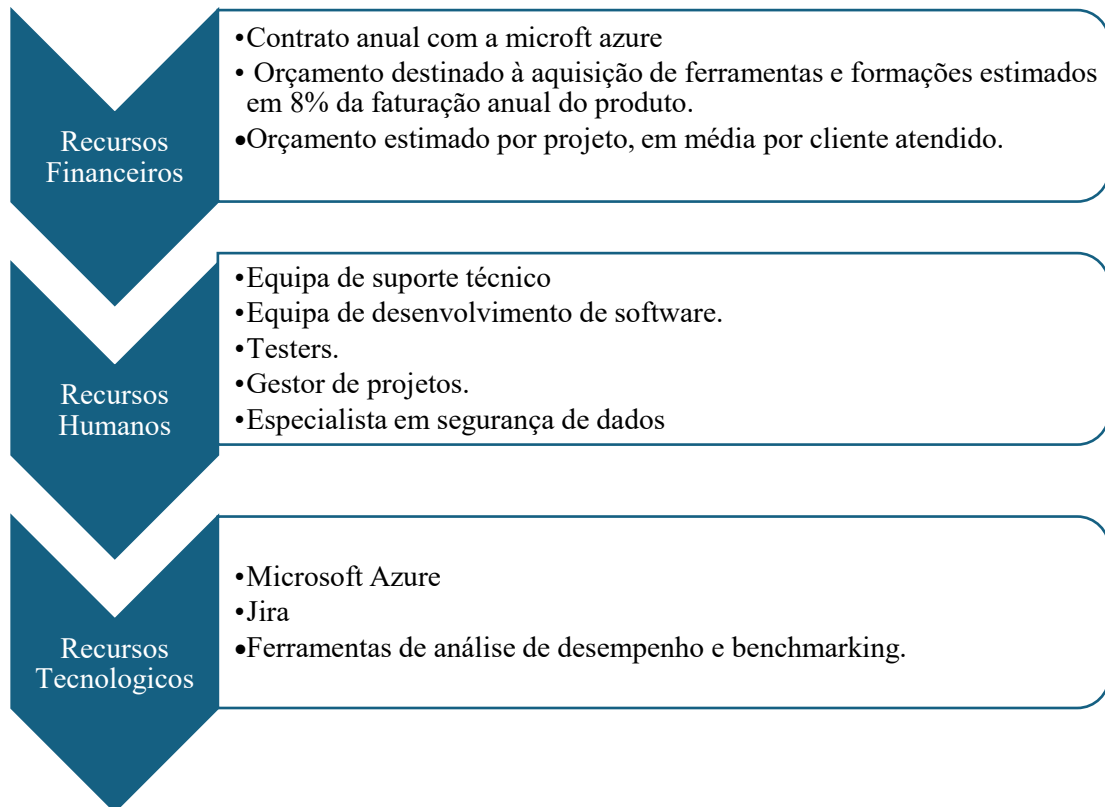 Recursos
Financeiros
•Contrato anual com a microft azure
• Orçamento destinado à aquisição de ferramentas e formações estimados
em 8% da faturação anual do produto.
•Orçamento estimado por projeto, em média por cliente atendido.
Recursos
Humanos
•Equipa de suporte técnico
•Equipa de desenvolvimento de software.
•Testers.
•Gestor de projetos.
•Especialista em segurança de dados
Recursos
Tecnologicos
•Microsoft Azure
•Jira
•Ferramentas de análise de desempenho e benchmarking.